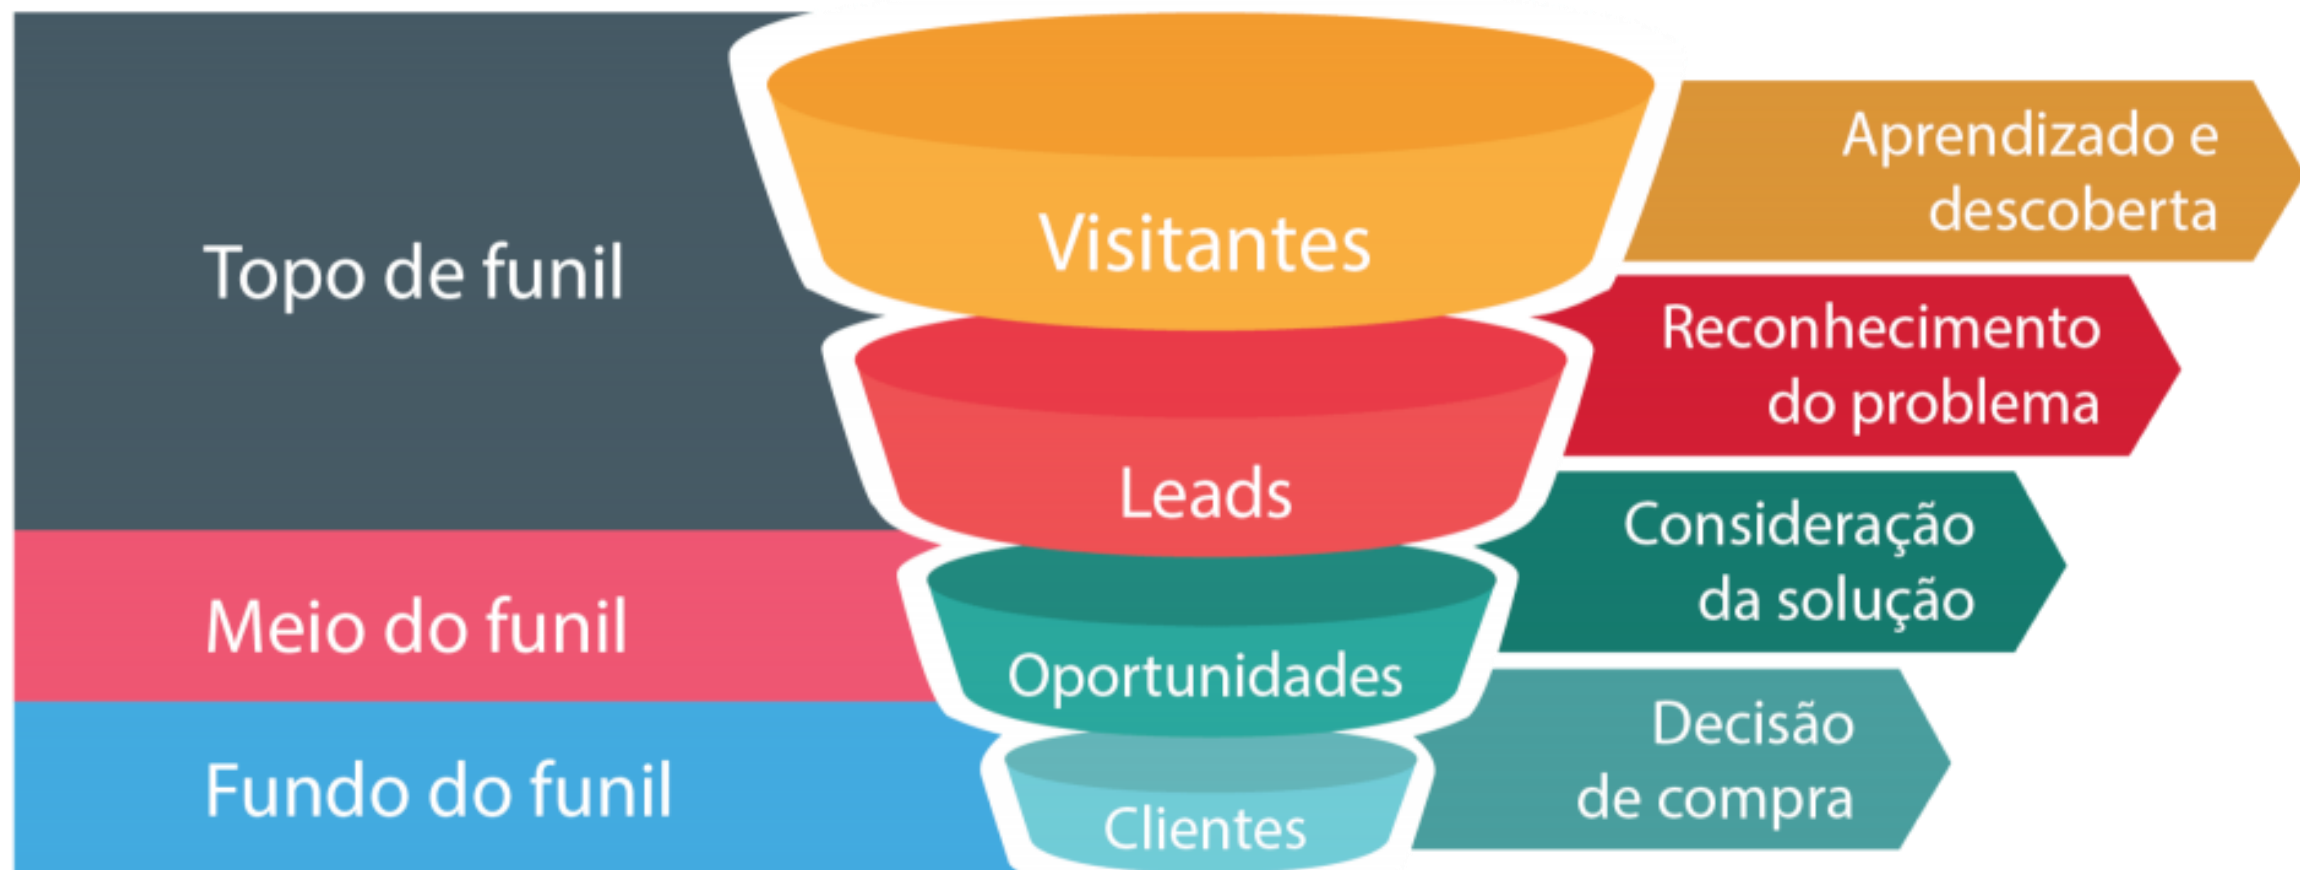 Topo de funil
Meio do funil
Fundo do funil
Visitantes
Leads
Oportunidades
Clientes
Aprendizado e
descoberta
Reconhecimento
do problema
Consideração
da solução
Decisão
de compra